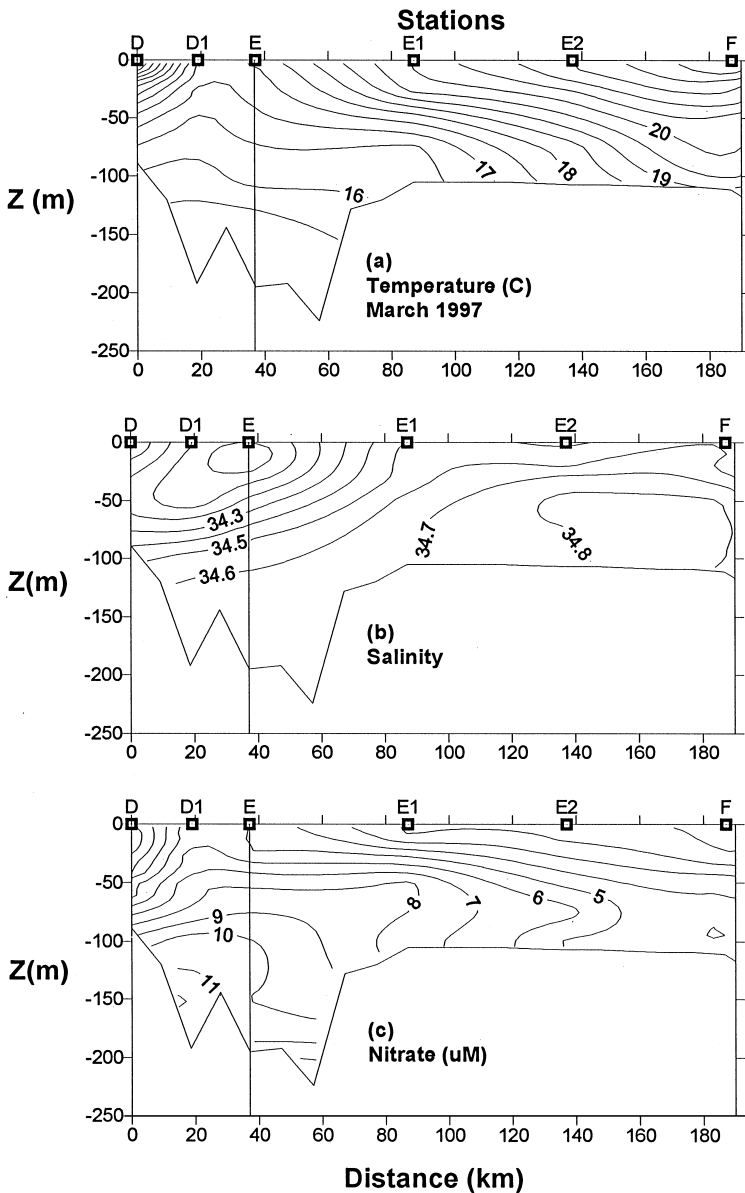 Stations
D D1 E E1 E2 F
0
-50
-100
-150
-200
-250
Z (m)
20
19
18
17
16
(a)
Temperature (C)
March 1997
0 20 40 60 80 100 120 140 160 180
D D1 E E1 E2 F
0
-50
-100
-150
-200
-250
Z(m)
34.3
34.5
34.6
34.7
34.8
(b)
Salinity
0 20 40 60 80 100 120 140 160 180
D D1 E E1 E2 F
0
-50
-100
-150
-200
-250
Z(m)
9
10
11
8
7
6
5
(c)
Nitrate (uM)
0 20 40 60 80 100 120 140 160 180
Distance (km)